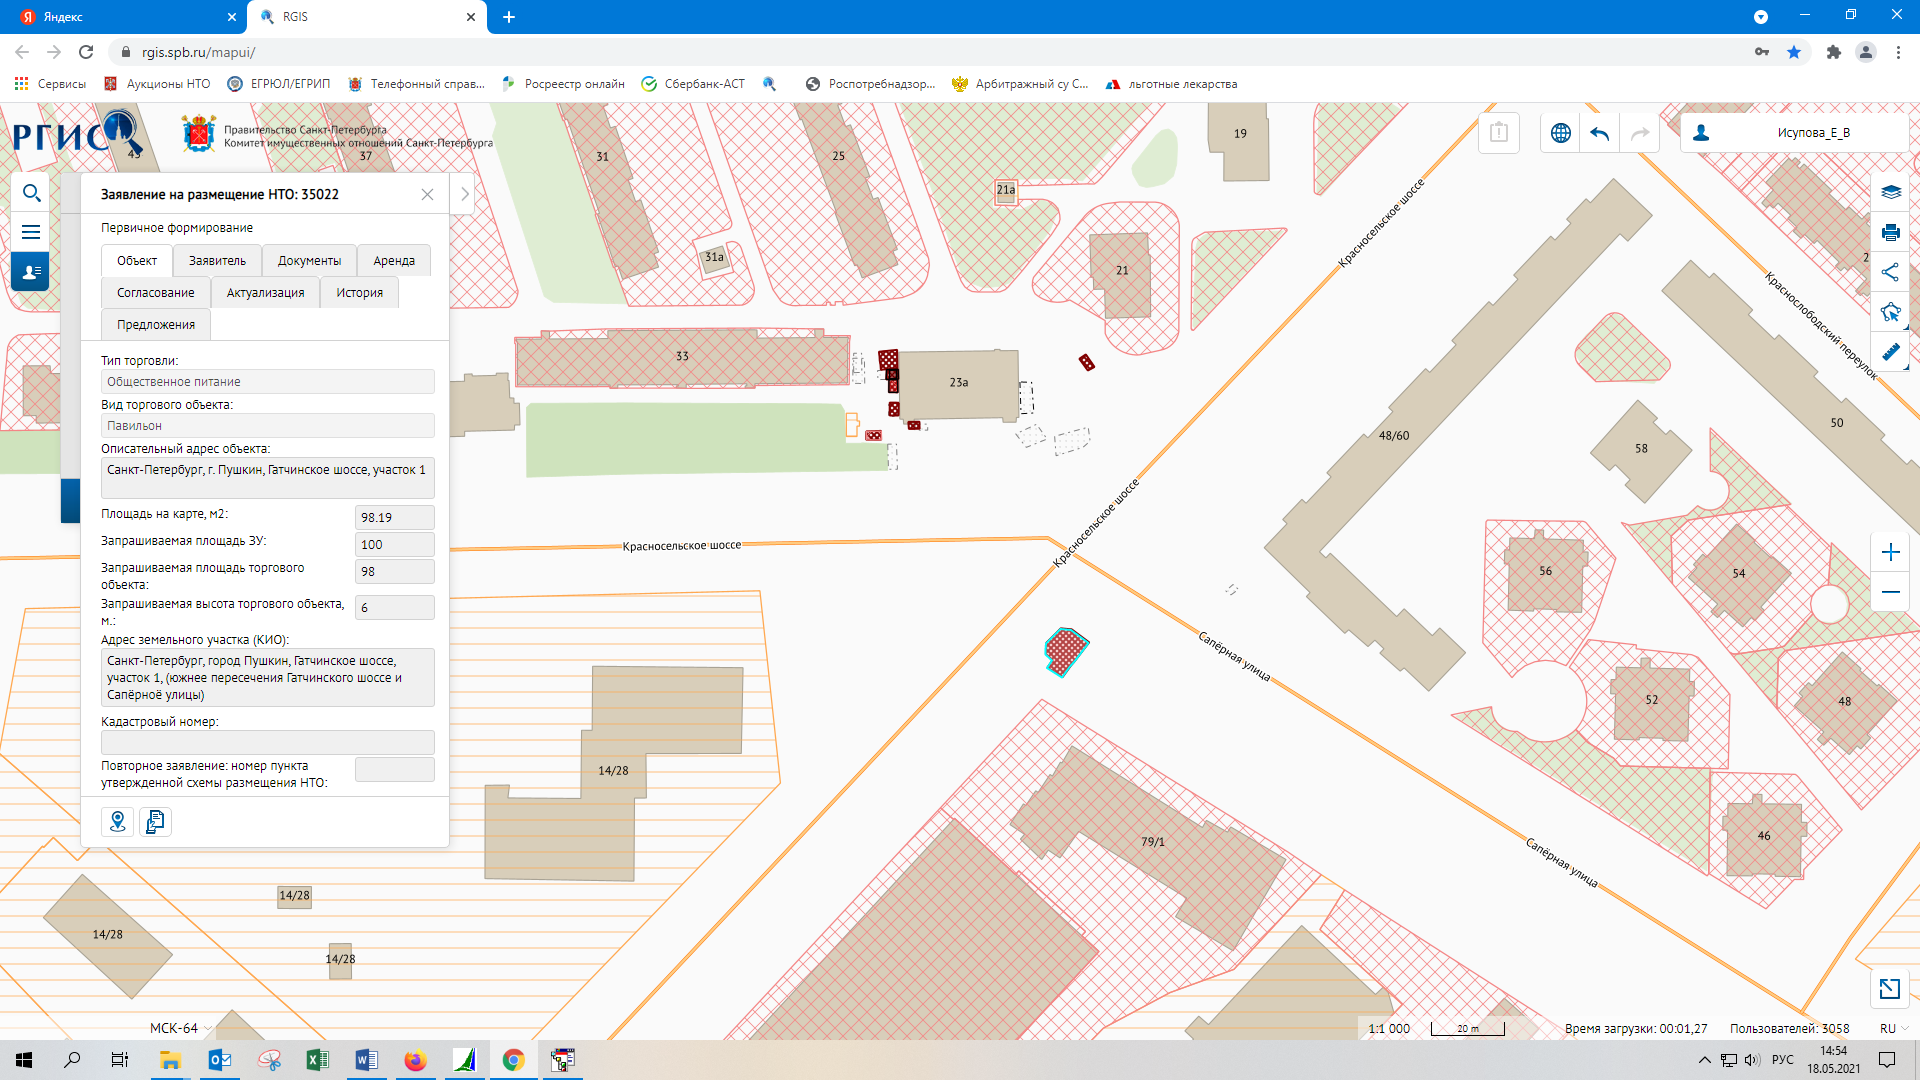 Яндекс
RGIS
rgis.spb.ru/mapui/
Сервисы
Аукционы НТО
ЕГРЮЛ/ЕГРИП
Телефонный справ...
Росреестр онлайн
Сбербанк-АСТ
Роспотребнадзор...
Арбитражный су С...
льготные лекарства
РГИС
Правительство Санкт-Петербурга
Комитет имущественных отношений Санкт-Петербурга
Исупова_Е_В
Заявление на размещение НТО: 35022
Первичное формирование
Объект
Заявитель
Документы
Аренда
Согласование
Актуализация
История
Предложения
Тип торговли:
Общественное питание
Вид торгового объекта:
Павильон
Описательный адрес объекта:
Санкт-Петербург, г. Пушкин, Гатчинское шоссе, участок 1
Площадь на карте, м2:
98.19
Запрашиваемая площадь ЗУ:
100
Запрашиваемая площадь торгового
объекта:
98
Запрашиваемая высота торгового объекта,
м.:
6
Адрес земельного участка (КИО):
Санкт-Петербург, город Пушкин, Гатчинское шоссе,
участок 1, (южнее пересечения Гатчинского шоссе и
Сапёрноё улицы)
Кадастровый номер:
Повторное заявление: номер пункта
утвержденной схемы размещения НТО:
43
37
31
25
19
21а
31а
21
33
23а
48/60
50
58
56
54
52
48
46
79/1
14/28
14/28
14/28
14/28
Красносельское шоссе
Красносельское шоссе
Красносельское шоссе
Краснослободский переулок
Сапёрная улица
Сапёрная улица
МСК-64
1:1 000
20 m
Время загрузки: 00:01,27
Пользователей: 3058
RU
РУС
14:54
18.05.2021